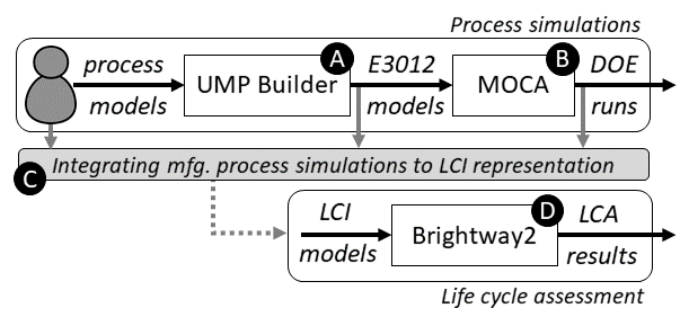 Process simulations
process
models
UMP Builder
A
E3012
models
MOCA
B
DOE
runs
C
Integrating mfg. process simulations to LCI representation
LCI
models
Brightway2
D
LCA
results
Life cycle assessment